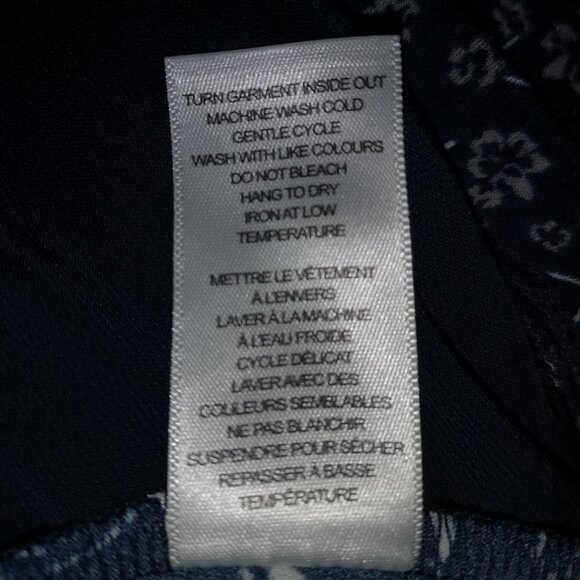 TURN GARMENT INSIDE OUT
MACHINE WASH COLD
GENTLE CYCLE
WASH WITH LIKE COLOURS
DO NOT BLEACH
HANG TO DRY
IRON AT LOW
TEMPERATURE
METTRE LE VÊTEMENT
À L'ENVERS
LAVER À LA MACHINE
À L'EAU FROIDE
CYCLE DÉLICAT
LAVER AVEC DES
COULEURS SEMBLABLES
NE PAS BLANCHIR
SUSPENDRE POUR SÉCHER
REPASSER À BASSE
TEMPÉRATURE